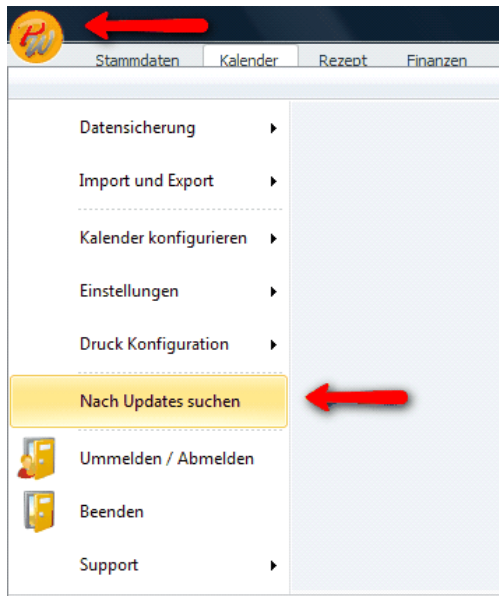 PW
Stammdaten Kalender Rezept Finanzen
Datensicherung
Import und Export
Kalender konfigurieren
Einstellungen
Druck Konfiguration
Nach Updates suchen
Ummelden / Abmelden
Beenden
Support